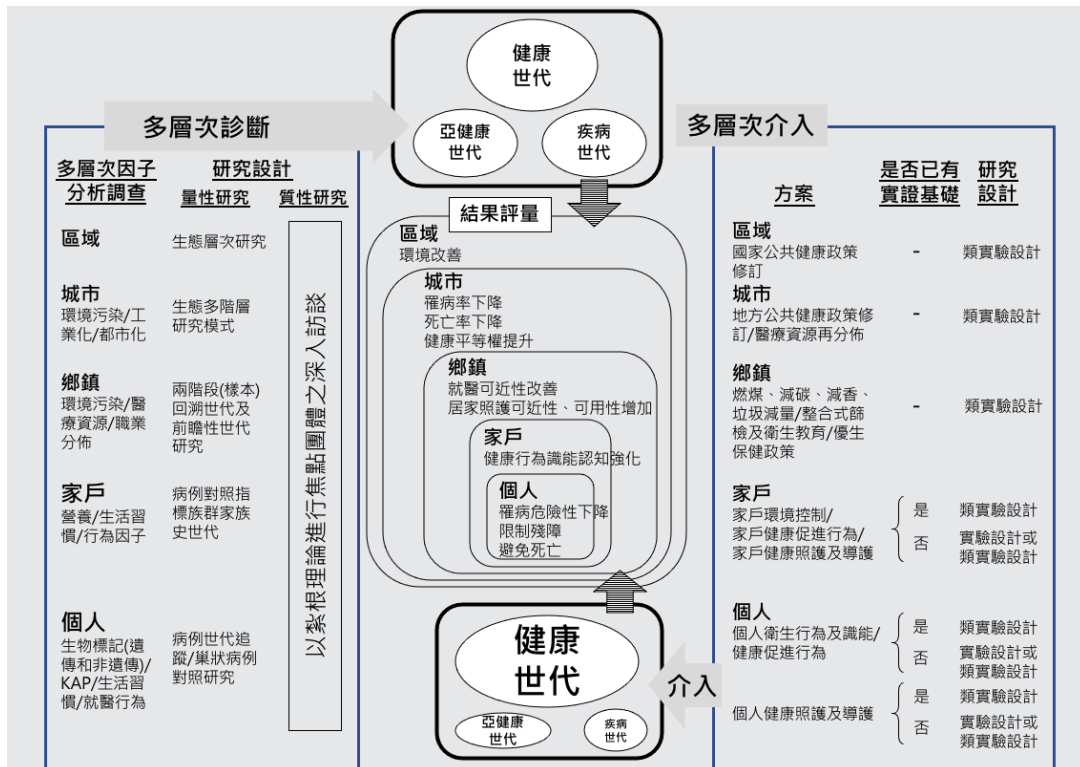 健康
世代
亞健康
世代
疾病
世代
多層次診斷
多層次因子
分析調查
研究設計
量性研究
質性研究
區域
生態層次研究
城市
環境污染/工
業化/都市化
生態多階層
研究模式
鄉鎮
環境污染/醫
療資源/職業
分佈
兩階段(樣本)
回溯世代及
前瞻性世代
研究
家戶
營養/生活習
慣/行為因子
病例對照指
標族群家族
史世代
個人
生物標記(遺
傳和非遺傳)/
KAP/生活習
慣/就醫行為
病例世代追
蹤/巢狀病例
對照研究
以紮根理論進行焦點團體之深入訪談
結果評量
區域
環境改善
城市
罹病率下降
死亡率下降
健康平等權提升
鄉鎮
就醫可近性改善
居家照護可近性、可用性增加
家戶
健康行為識能認知強化
個人
罹病危險性下降
限制殘障
避免死亡
健康
世代
亞健康
世代
疾病
世代
介入
多層次介入
方案
是否已有
實證基礎
研究
設計
區域
國家公共健康政策
修訂
-
類實驗設計
城市
地方公共健康政策修
訂/醫療資源再分佈
-
類實驗設計
鄉鎮
燃煤、減碳、減香、
垃圾減量/整合式篩
檢及衛生教育/優生
保健政策
-
類實驗設計
家戶
家戶環境控制/
家戶健康促進行為/
家戶健康照護及導護
是
類實驗設計
否
實驗設計或
類實驗設計
個人
個人衛生行為及識能/
健康促進行為
是
類實驗設計
否
實驗設計或
類實驗設計
個人健康照護及導護
是
類實驗設計
否
實驗設計或
類實驗設計